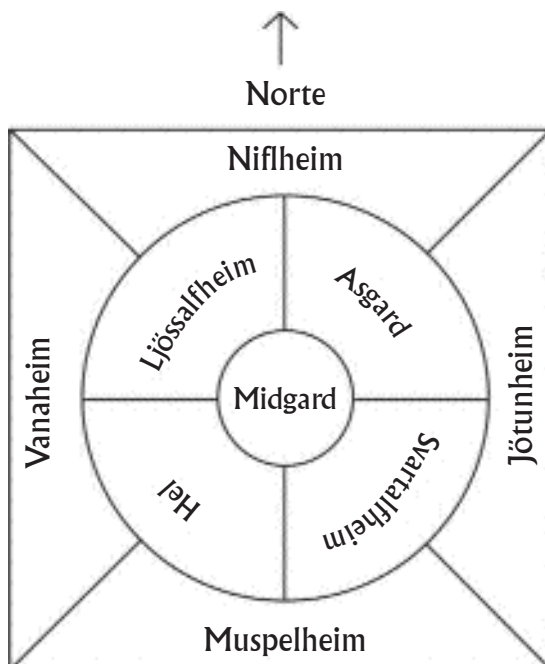 Norte
Niflheim
Ljössalfheim
Asgard
Vanaheim
Midgard
Jötunheim
Hel
Svartalfheim
Muspelheim